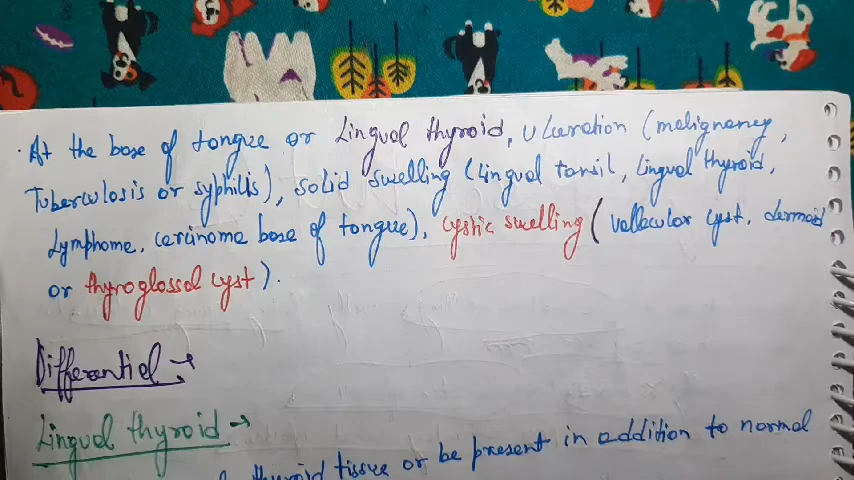 · At the base of tongue or Lingual thyroid, Ulceration (malignancy,
Tuberculosis or syphilis), solid swelling (Lingual tonsil, Lingual thyroid,
Lymphoma, carcinoma base of tongue), cystic swelling (vallecular cyst, dermoid
or thyroglossal cyst).
Differential →
Lingual thyroid →
thyroid tissue or be present in addition to normal